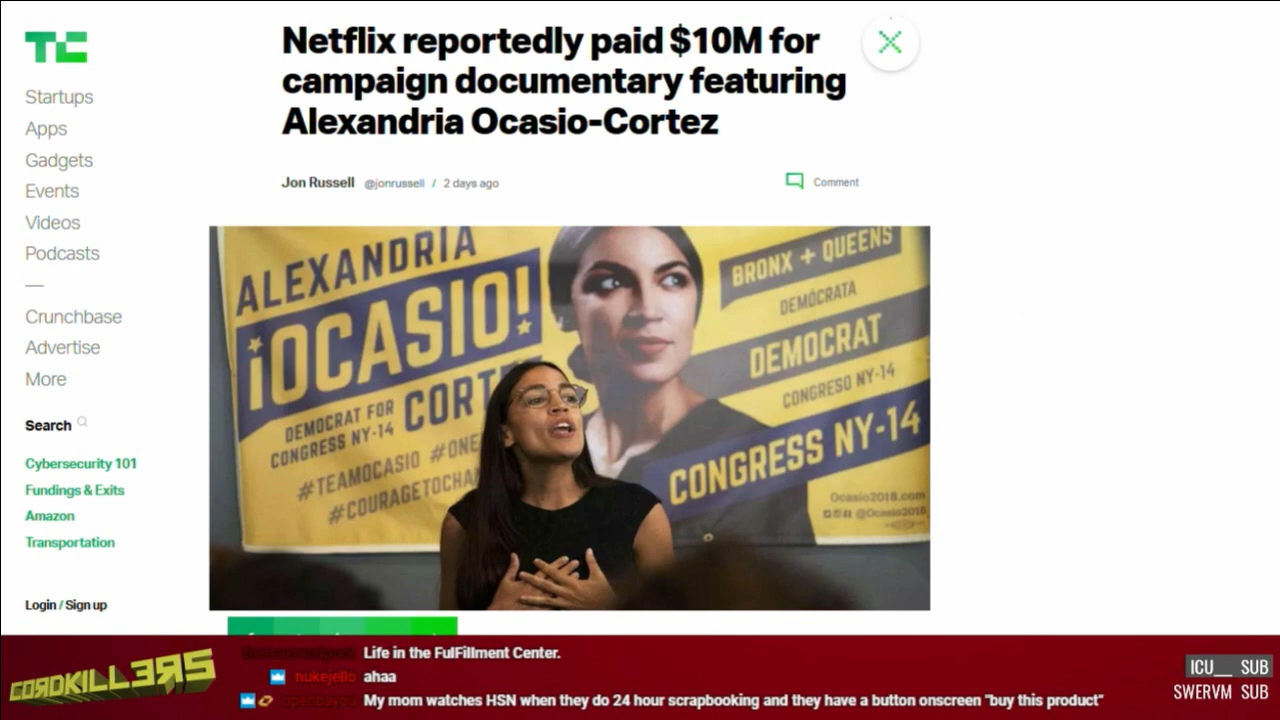 TC
Netflix reportedly paid $10M for
campaign documentary featuring
Alexandria Ocasio-Cortez
Jon Russell @jonrussell / 2 days ago
Comment
Startups
Apps
Gadgets
Events
Videos
Podcasts
Crunchbase
Advertise
More
Search
Cybersecurity 101
Fundings & Exits
Amazon
Transportation
Login / Sign up
ALEXANDRIA
¡OCASIO!
CORTE
DEMOCRAT FOR
CONGRESS NY-14
#TEAMOCASIO #ONE
#COURAGETOCHA
BRONX + QUEENS
DEMÓCRATA
DEMOCRAT
CONGRESO NY-14
CONGRESS NY-14
Ocasio2018.com
@Ocasio2018
CORDKILLERS
Life in the FulFillment Center.
nukejello ahaa
My mom watches HSN when they do 24 hour scrapbooking and they have a button onscreen "buy this product"
ICU__ SUB
SWERVM SUB